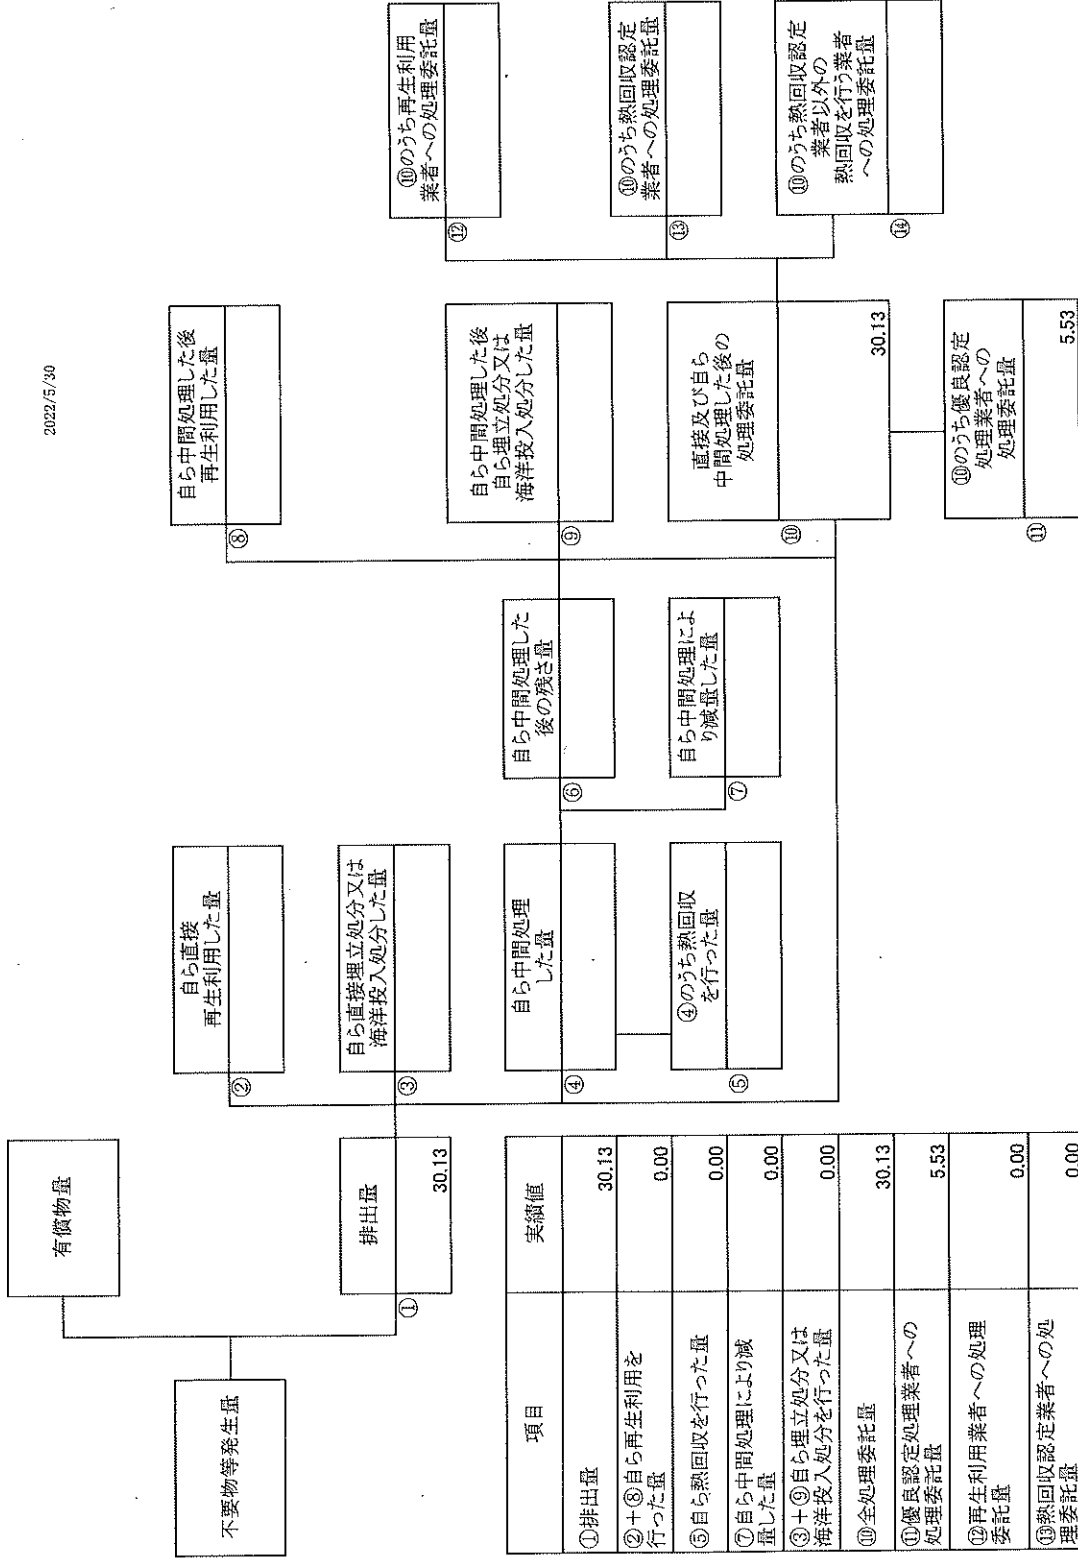 2022/5/30
有償物量
不要物等発生量
排出量
①
30.13
自ら直接
再生利用した量
②
自ら直接埋立処分又は
海洋投入処分した量
③
自ら中間処理
した量
④
④のうち熱回収
を行った量
⑤
自ら中間処理した
後の残さ量
⑥
自ら中間処理によ
り減量した量
⑦
自ら中間処理した後
再生利用した量
⑧
自ら中間処理した後
自ら埋立処分又は
海洋投入処分した量
⑨
直接及び自ら
中間処理した後の
処理委託量
⑩
30.13
⑩のうち優良認定
処理業者への
処理委託量
⑪
5.53
⑩のうち再生利用
業者への処理委託量
⑫
⑩のうち熱回収認定
業者への処理委託量
⑬
⑩のうち熱回収認定
業者以外の
熱回収を行う業者
への処理委託量
⑭
項目
実績値
①排出量
30.13
②+⑧自ら再生利用を
行った量
0.00
⑤自ら熱回収を行った量
0.00
⑦自ら中間処理により減
量した量
0.00
③+⑨自ら埋立処分又は
海洋投入処分を行った量
0.00
⑩全処理委託量
30.13
⑪優良認定処理業者への
処理委託量
5.53
⑫再生利用業者への処理
委託量
0.00
⑬熱回収認定業者への処
理委託量
0.00